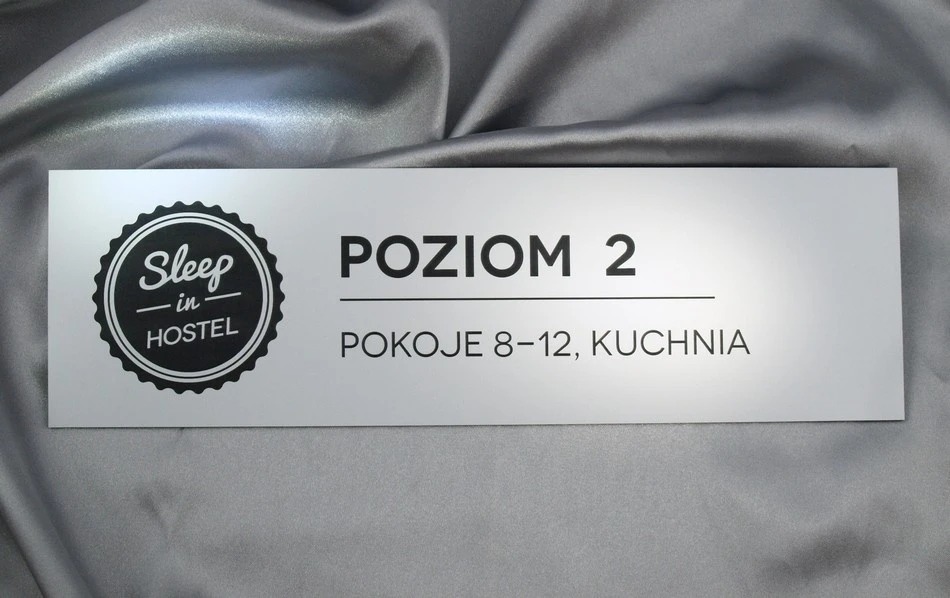 Sleep
in
HOSTEL
POZIOM 2
POKOJE 8-12, KUCHNIA